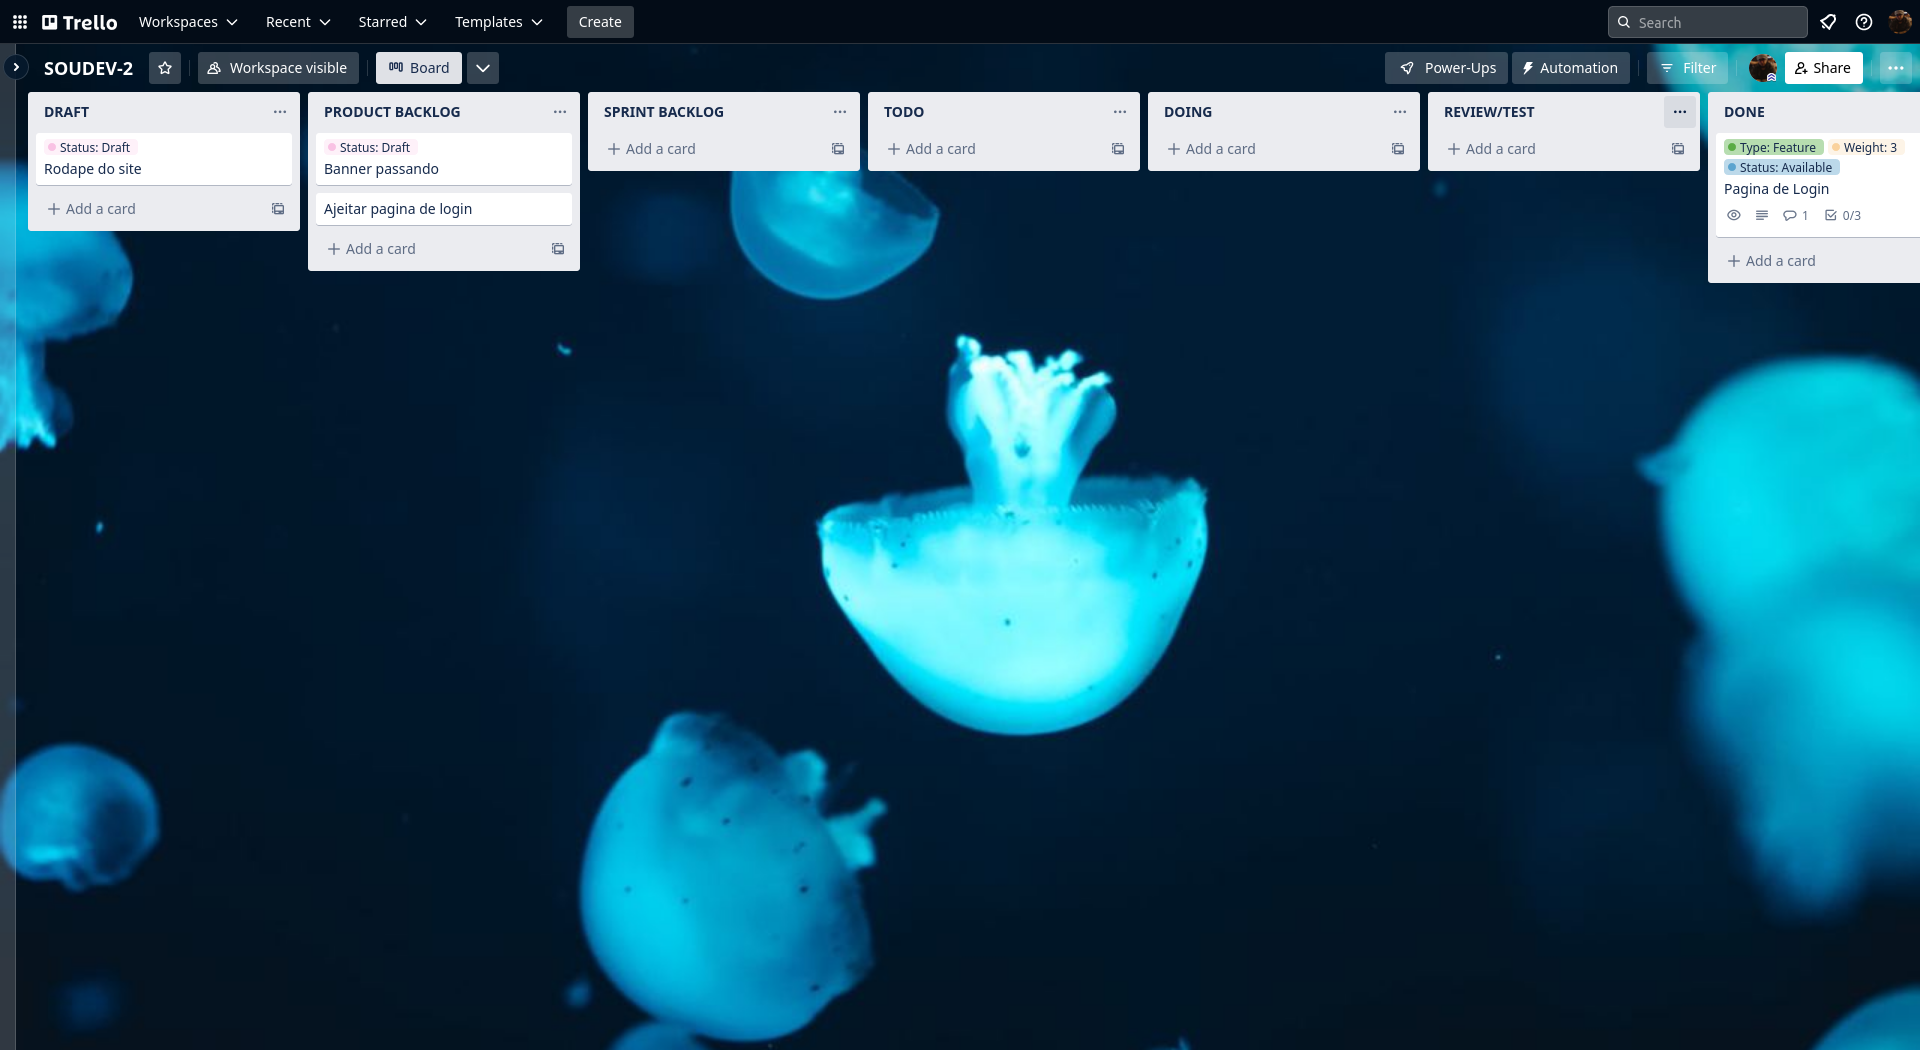 Trello Workspaces Recent Starred Templates Create Search
SOUDEV-2 Workspace visible Board Power-Ups Automation Filter Share
DRAFT
Status: Draft
Rodape do site
Add a card
PRODUCT BACKLOG
Status: Draft
Banner passando
Ajeitar pagina de login
Add a card
SPRINT BACKLOG
Add a card
TODO
Add a card
DOING
Add a card
REVIEW/TEST
Add a card
DONE
Type: Feature Weight: 3
Status: Available
Pagina de Login
1 0/3
Add a card